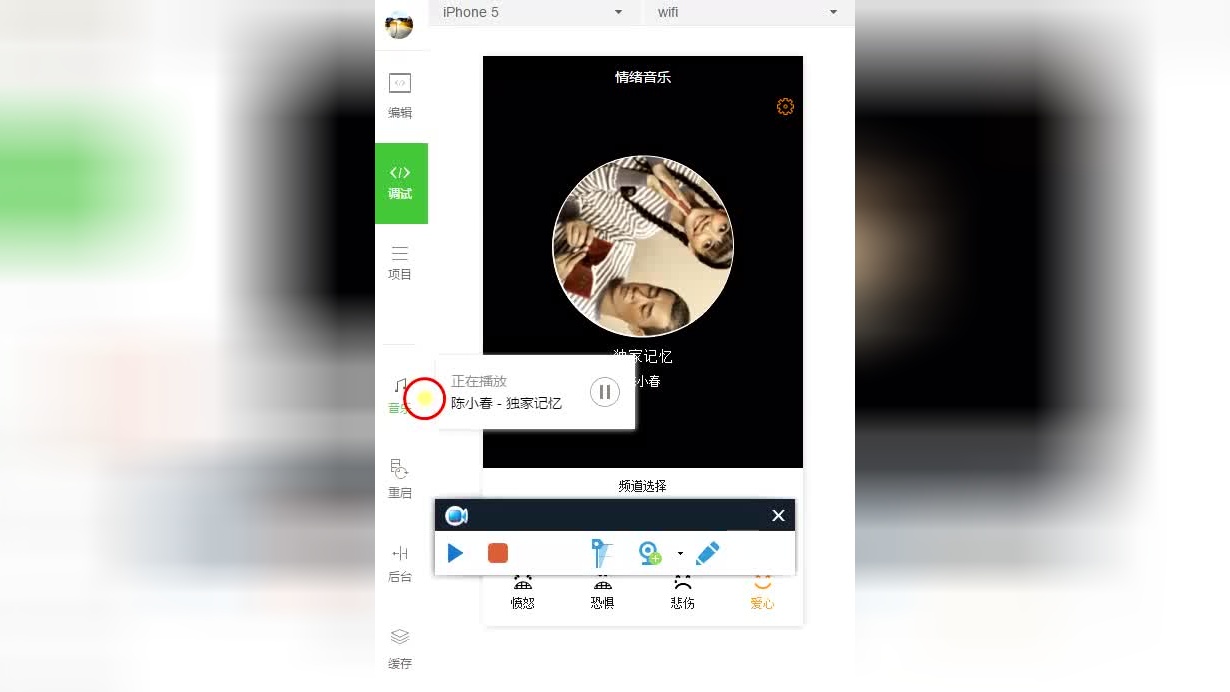 iPhone 5
wifi
编辑
调试
项目
音乐
重启
后台
缓存
情绪音乐
独家记忆
小春
正在播放
陈小春 - 独家记忆
频道选择
愤怒
恐惧
悲伤
爱心